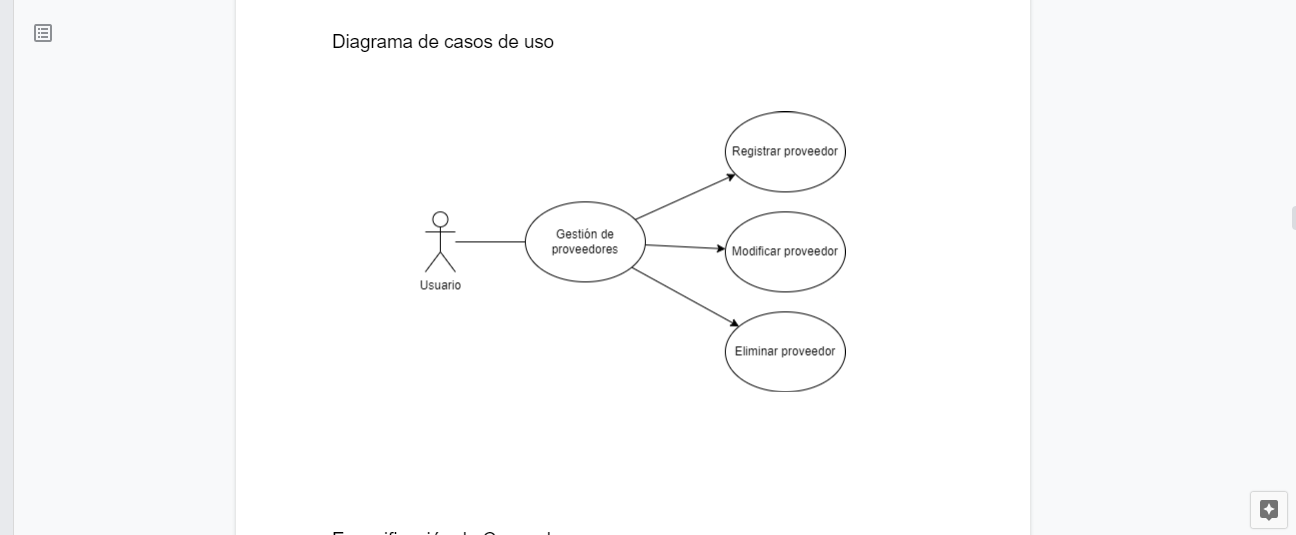 Diagrama de casos de uso
Registrar proveedor
Gestión de
proveedores
Modificar proveedor
Usuario
Eliminar proveedor